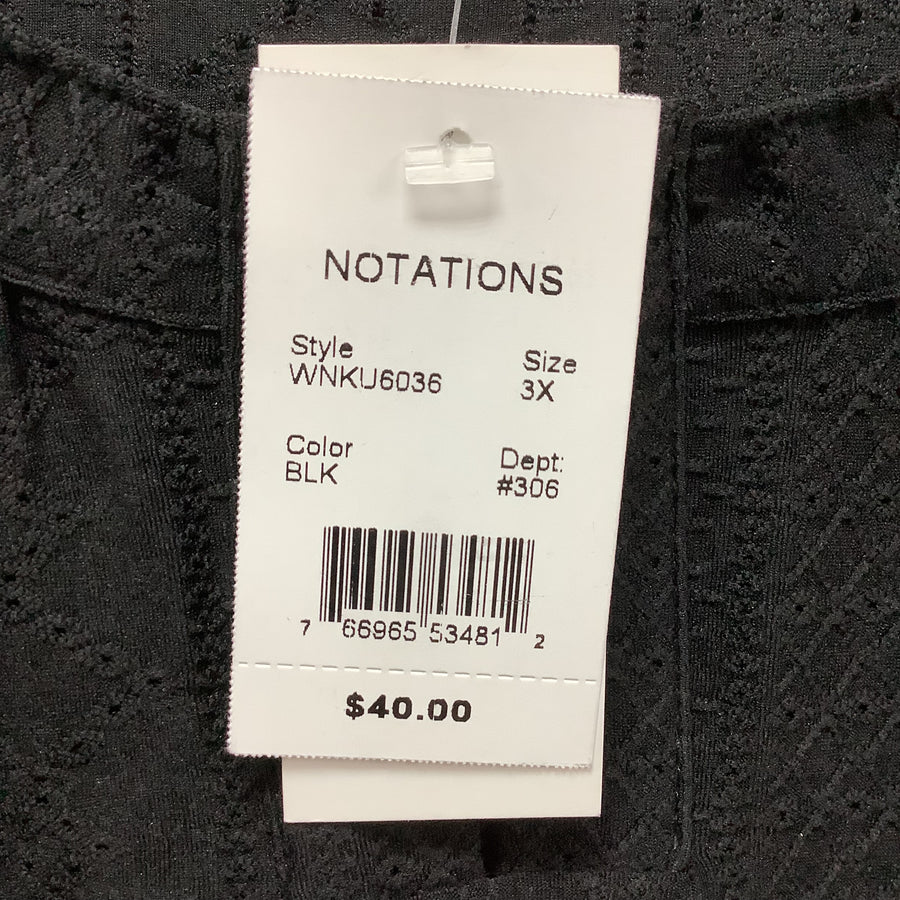 NOTATIONS
Style
WNKU6036
Size
3X
Color
BLK
Dept:
#306
7 66965 53481 2
$40.00